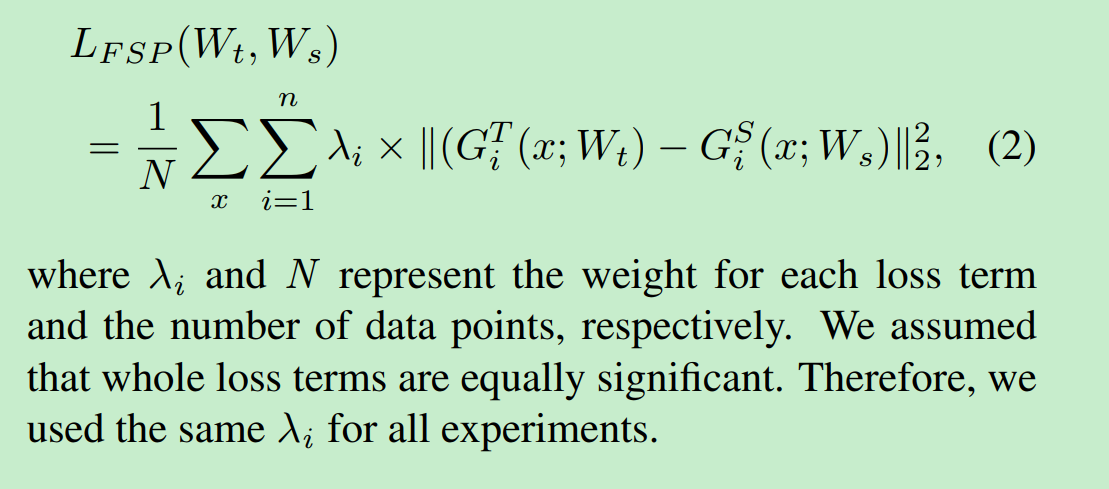 L_{FSP}(W_t, W_s)
= \frac{1}{N} \sum_{x} \sum_{i=1}^{n} \lambda_i \times \|(G_i^T(x; W_t) - G_i^S(x; W_s)\|_2^2, (2)
where λ_i and N represent the weight for each loss term
and the number of data points, respectively. We assumed
that whole loss terms are equally significant. Therefore, we
used the same λ_i for all experiments.